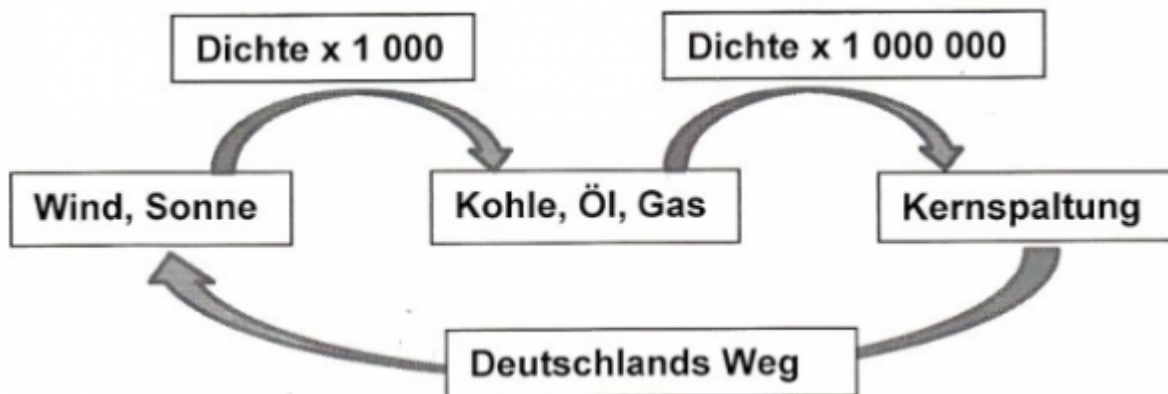 Dichte x 1 000
Dichte x 1 000 000
Wind, Sonne
Kohle, Öl, Gas
Kernspaltung
Deutschlands Weg